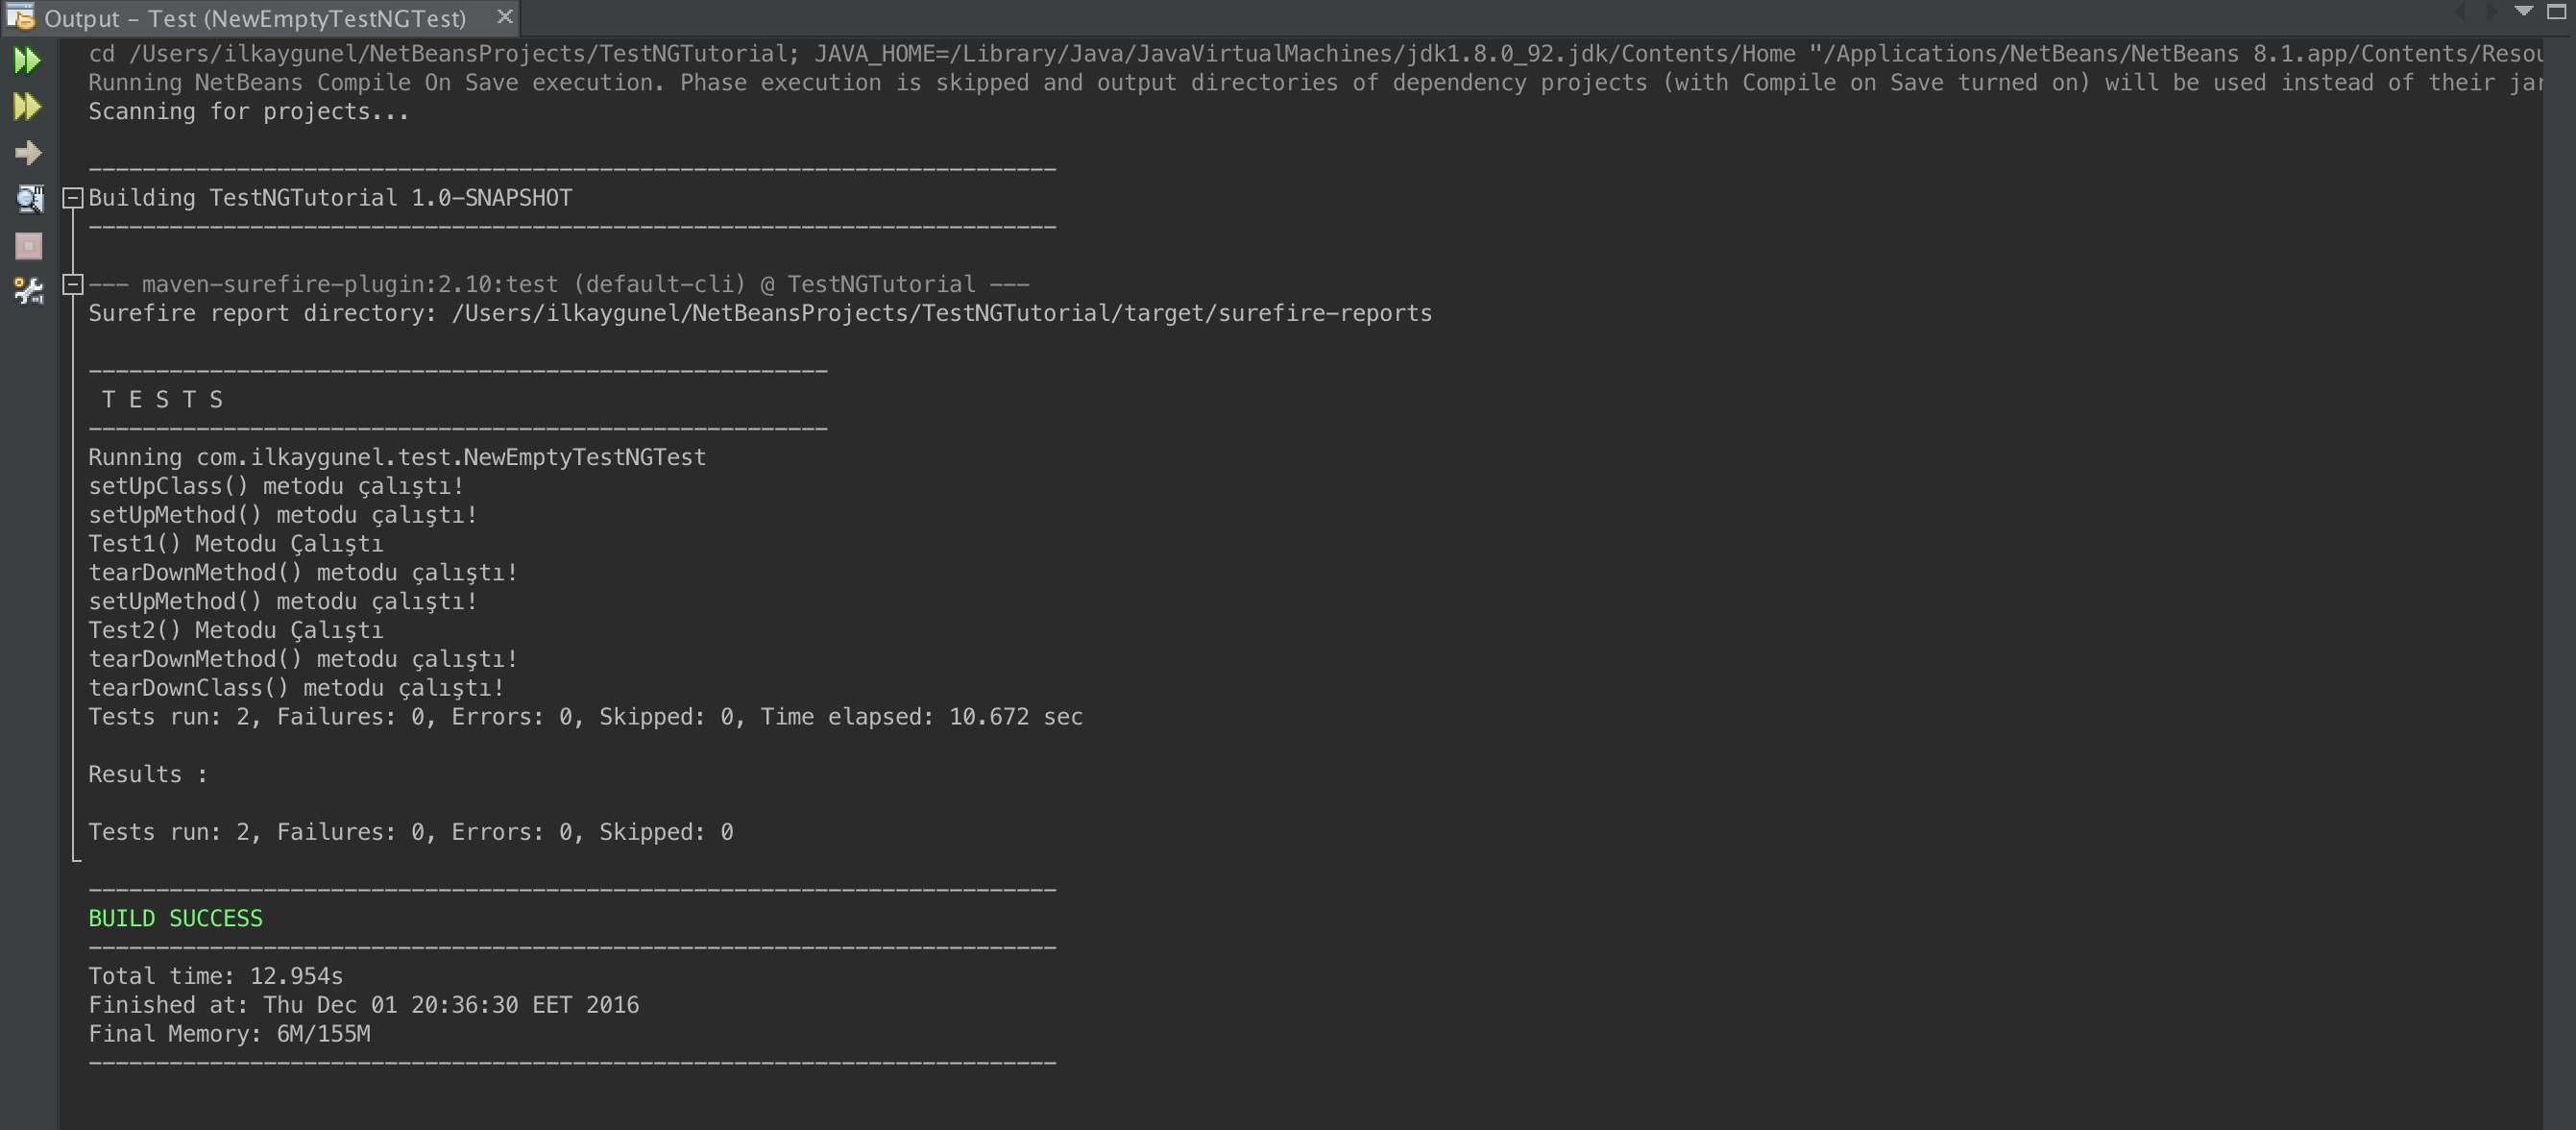 Output - Test (NewEmptyTestNGTest)
cd /Users/ilkaygunel/NetBeansProjects/TestNGTutorial; JAVA_HOME=/Library/Java/JavaVirtualMachines/jdk1.8.0_92.jdk/Contents/Home "/Applications/NetBeans/NetBeans 8.1.app/Contents/Resou
Running NetBeans Compile On Save execution. Phase execution is skipped and output directories of dependency projects (with Compile on Save turned on) will be used instead of their jar
Scanning for projects...
------------------------------------------------------------------------
Building TestNGTutorial 1.0-SNAPSHOT
------------------------------------------------------------------------
--- maven-surefire-plugin:2.10:test (default-cli) @ TestNGTutorial ---
Surefire report directory: /Users/ilkaygunel/NetBeansProjects/TestNGTutorial/target/surefire-reports
-------------------------------------------------------
T E S T S
-------------------------------------------------------
Running com.ilkaygunel.test.NewEmptyTestNGTest
setUpClass() metodu çalıştı!
setUpMethod() metodu çalıştı!
Test1() Metodu Çalıştı
tearDownMethod() metodu çalıştı!
setUpMethod() metodu çalıştı!
Test2() Metodu Çalıştı
tearDownMethod() metodu çalıştı!
tearDownClass() metodu çalıştı!
Tests run: 2, Failures: 0, Errors: 0, Skipped: 0, Time elapsed: 10.672 sec
Results :
Tests run: 2, Failures: 0, Errors: 0, Skipped: 0
------------------------------------------------------------------------
BUILD SUCCESS
------------------------------------------------------------------------
Total time: 12.954s
Finished at: Thu Dec 01 20:36:30 EET 2016
Final Memory: 6M/155M
------------------------------------------------------------------------